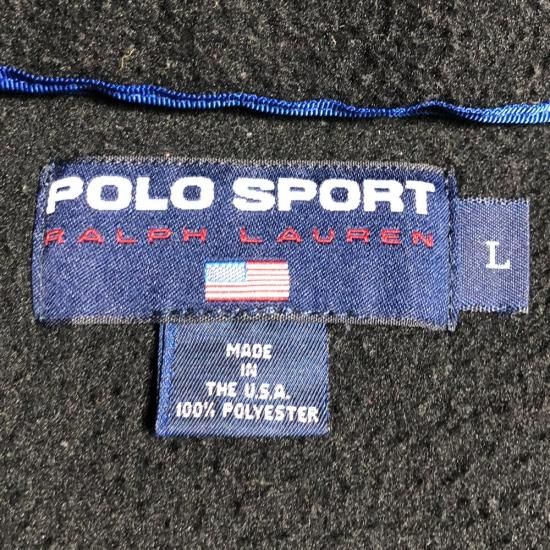 POLO SPORT
RALPH LAUREN
L
MADE
IN
THE U.S.A.
100% POLYESTER